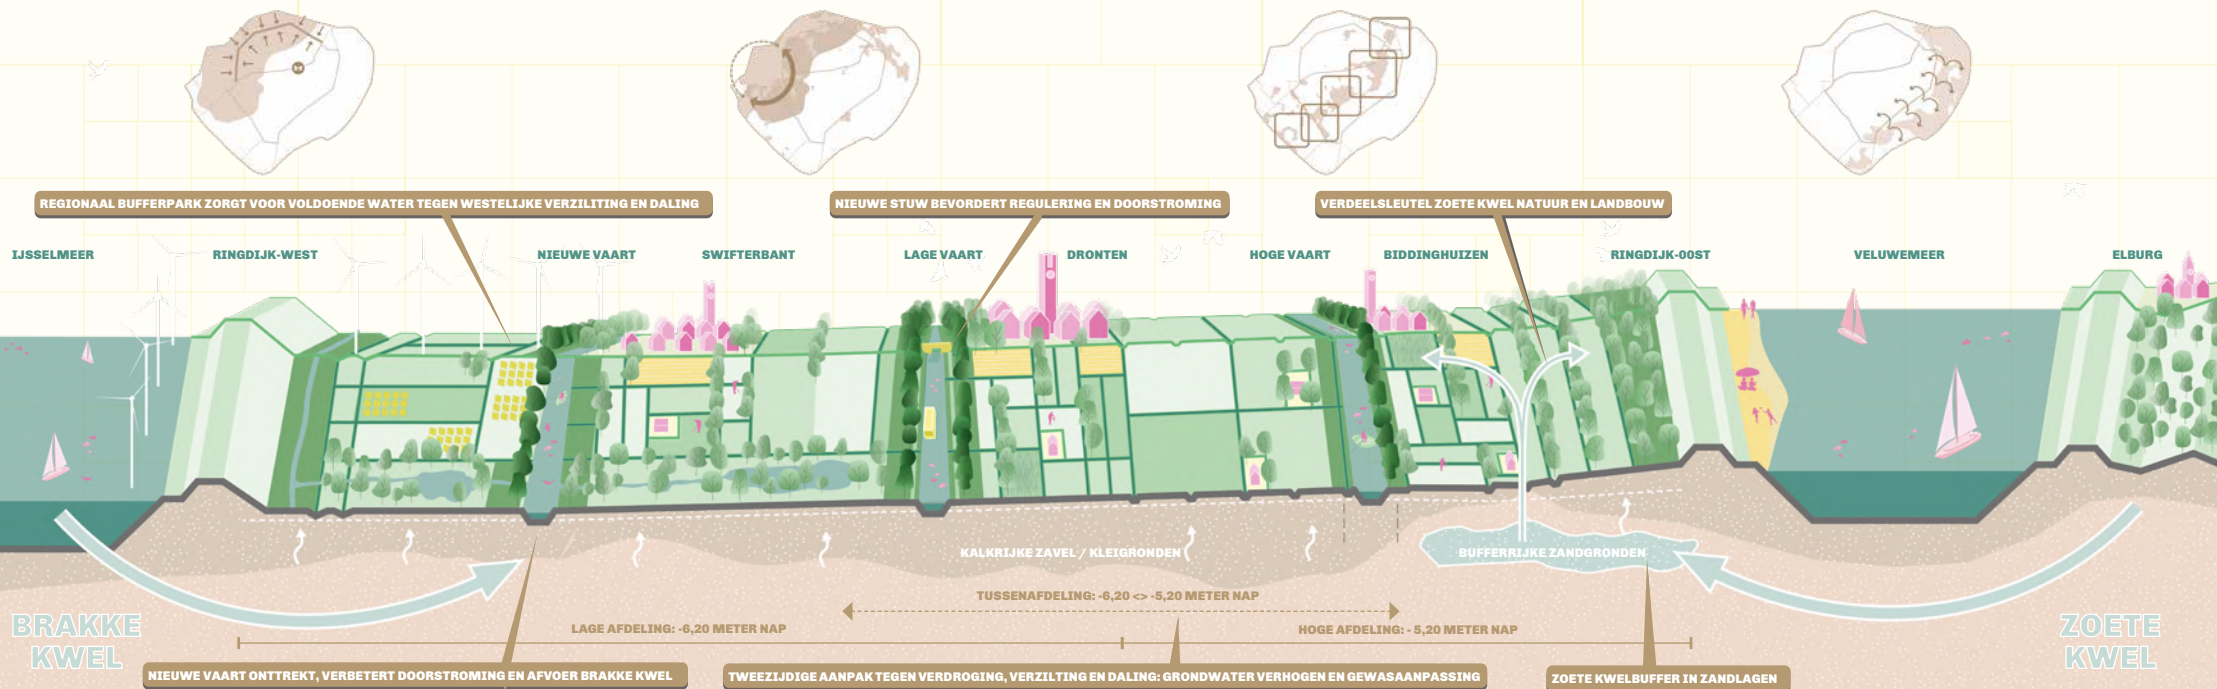 REGIONAAL BUFFERPARK ZORGT VOOR VOLDOENDE WATER TEGEN WESTELIJKE VERZILITING EN DALING
NIEUWE STUW BEVORDERT REGULERING EN DOORSTROMING
VERDEELSLEUTEL ZOETE KWEL NATUUR EN LANDBOUW
IJSSELMEER
RINGDIJK-WEST
NIEUWE VAART
SWIFTERBANT
LAGE VAART
DRONTEN
HOGE VAART
BIDDINGHUIZEN
RINGDIJK-OOST
VELUWEMEER
ELBURG
KALKRIJKE ZAVEL / KLEIGRONDEN
BUFFERRIJKE ZANDGRONDEN
TUSSENAFDELING: -6,20 <> -5,20 METER NAP
LAGE AFDELING: -6,20 METER NAP
HOGE AFDELING: - 5,20 METER NAP
BRAKKE
KWEL
ZOETE
KWEL
NIEUWE VAART ONTTREKT, VERBETERT DOORSTROMING EN AFVOER BRAKKE KWEL
TWEEZIJDIGE AANPAK TEGEN VERDROGING, VERZILTING EN DALING: GRONDWATER VERHOGEN EN GEWASAANPASSING
ZOETE KWELBUFFER IN ZANDLAGEN